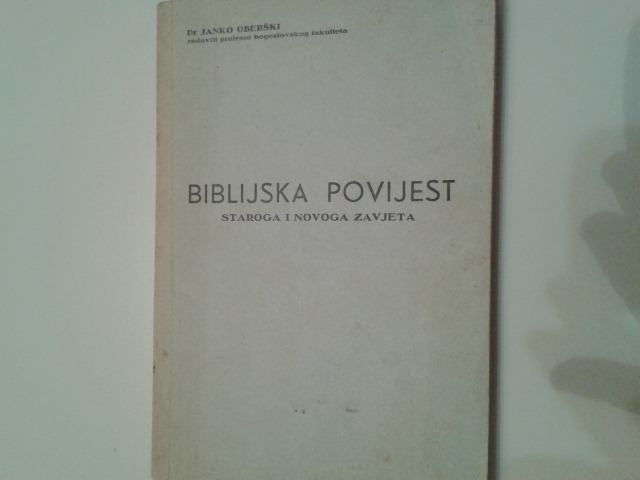 Dr JANKO OBERŠKI
redoviti profesor bogoslovskog fakulteta
BIBLIJSKA POVIJEST
STAROGA I NOVOGA ZAVJETA